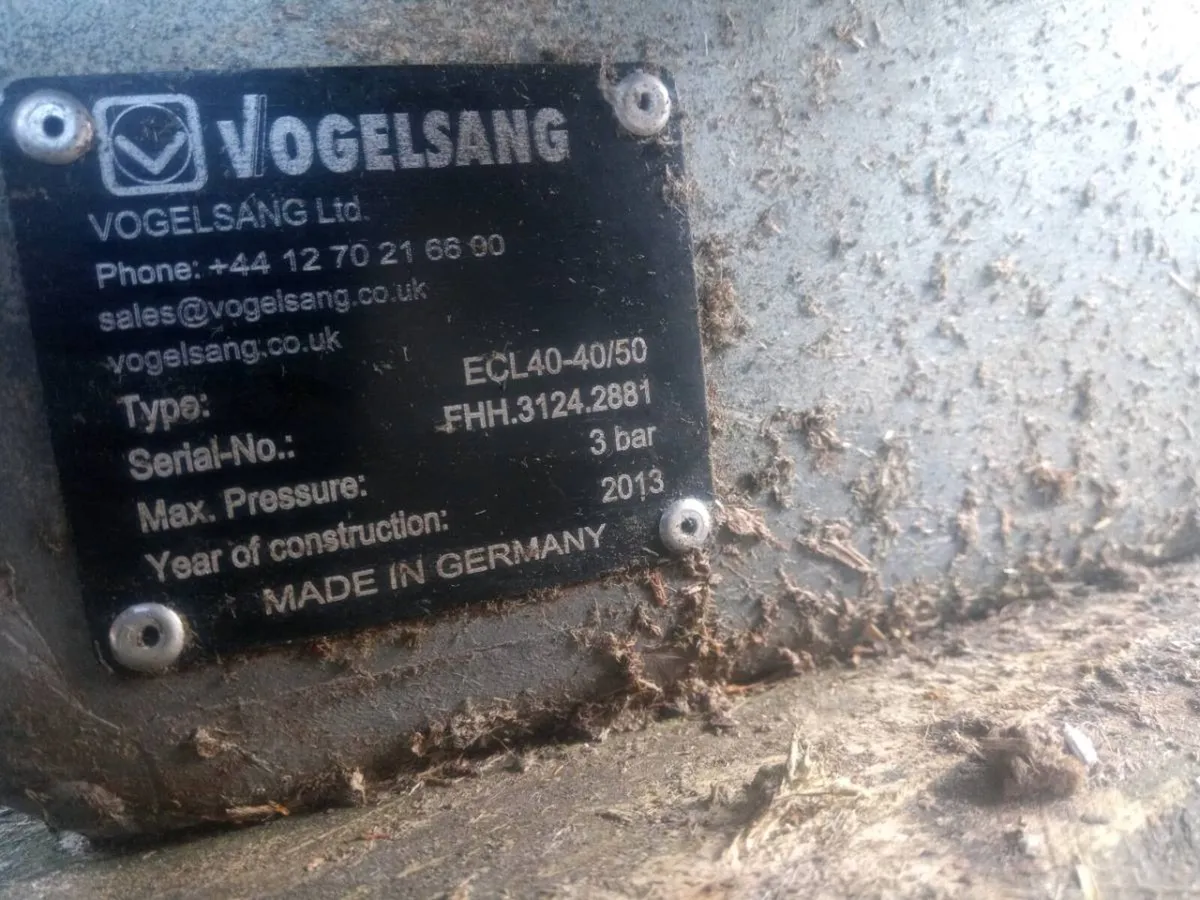 VOGELSANG
VOGELSANG Ltd.
Phone: +44 12 70 21 66 00
sales@vogelsang.co.uk
vogelsang.co.uk
Type: ECL40-40/50
Serial-No.: FHH.3124.2881
Max. Pressure: 3 bar
Year of construction: 2013
MADE IN GERMANY